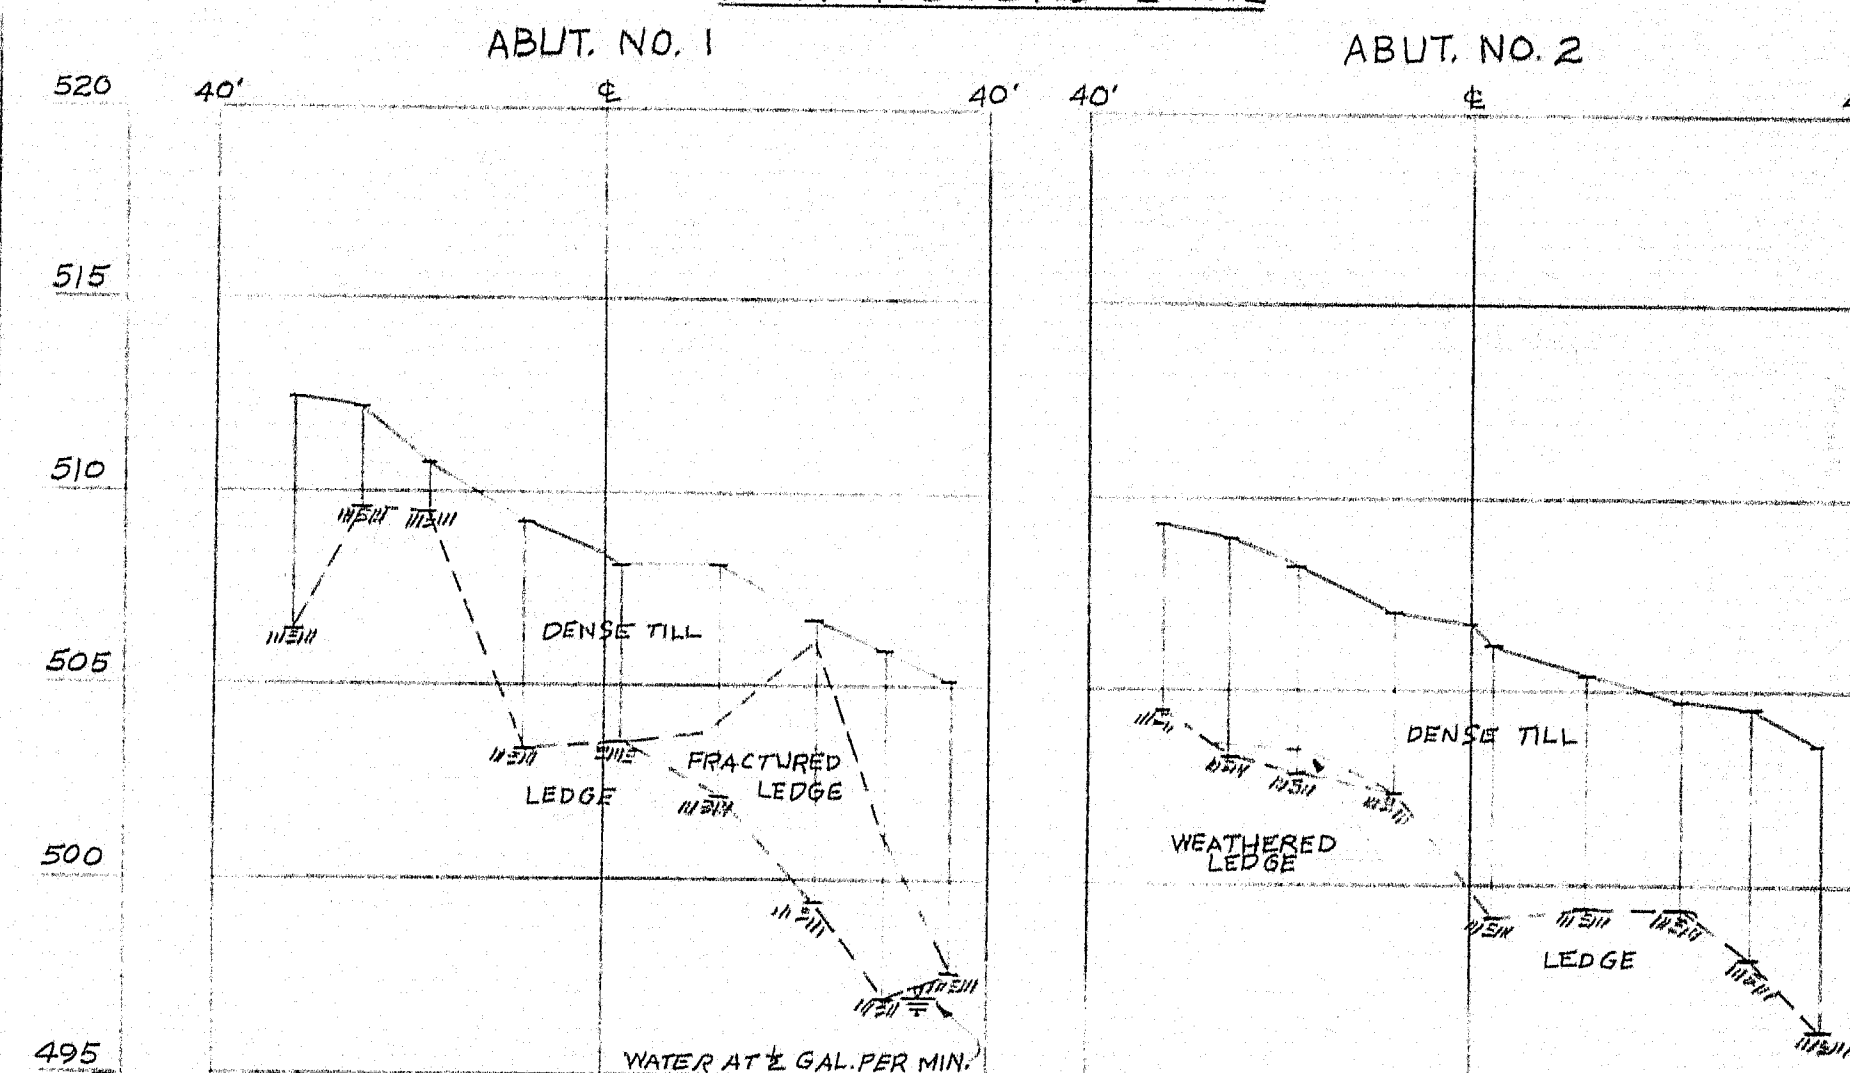 ABUT. NO. 1
ABUT. NO. 2
520
40'
℄
40'
40'
℄
515
510
505
500
495
DENSE TILL
FRACTURED
LEDGE
LEDGE
WATER AT ½ GAL. PER MIN.
DENSE TILL
WEATHERED
LEDGE
LEDGE